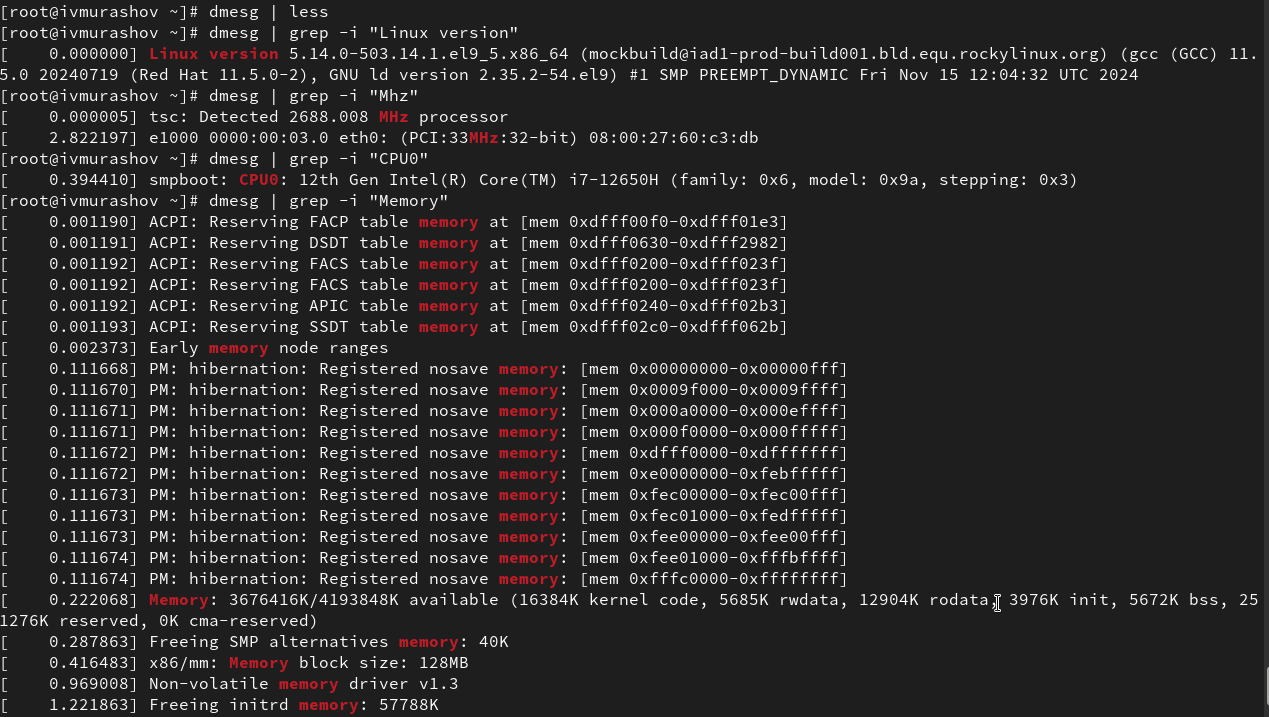 [root@ivmurashov ~]# dmesg | less
[root@ivmurashov ~]# dmesg | grep -i "Linux version"
[    0.000000] Linux version 5.14.0-503.14.1.el9_5.x86_64 (mockbuild@iad1-prod-build001.bld.equ.rockylinux.org) (gcc (GCC) 11.
5.0 20240719 (Red Hat 11.5.0-2), GNU ld version 2.35.2-54.el9) #1 SMP PREEMPT_DYNAMIC Fri Nov 15 12:04:32 UTC 2024
[root@ivmurashov ~]# dmesg | grep -i "Mhz"
[    0.000005] tsc: Detected 2688.008 MHz processor
[    2.822197] e1000 0000:00:03.0 eth0: (PCI:33MHz:32-bit) 08:00:27:60:c3:db
[root@ivmurashov ~]# dmesg | grep -i "CPU0"
[    0.394410] smpboot: CPU0: 12th Gen Intel(R) Core(TM) i7-12650H (family: 0x6, model: 0x9a, stepping: 0x3)
[root@ivmurashov ~]# dmesg | grep -i "Memory"
[    0.001190] ACPI: Reserving FACP table memory at [mem 0xdfff00f0-0xdfff01e3]
[    0.001191] ACPI: Reserving DSDT table memory at [mem 0xdfff0630-0xdfff2982]
[    0.001192] ACPI: Reserving FACS table memory at [mem 0xdfff0200-0xdfff023f]
[    0.001192] ACPI: Reserving FACS table memory at [mem 0xdfff0200-0xdfff023f]
[    0.001192] ACPI: Reserving APIC table memory at [mem 0xdfff0240-0xdfff02b3]
[    0.001193] ACPI: Reserving SSDT table memory at [mem 0xdfff02c0-0xdfff062b]
[    0.002373] Early memory node ranges
[    0.111668] PM: hibernation: Registered nosave memory: [mem 0x00000000-0x00000fff]
[    0.111670] PM: hibernation: Registered nosave memory: [mem 0x0009f000-0x0009ffff]
[    0.111671] PM: hibernation: Registered nosave memory: [mem 0x000a0000-0x000effff]
[    0.111671] PM: hibernation: Registered nosave memory: [mem 0x000f0000-0x000fffff]
[    0.111672] PM: hibernation: Registered nosave memory: [mem 0xdfff0000-0xdfffffff]
[    0.111672] PM: hibernation: Registered nosave memory: [mem 0xe0000000-0xfebfffff]
[    0.111673] PM: hibernation: Registered nosave memory: [mem 0xfec00000-0xfec00fff]
[    0.111673] PM: hibernation: Registered nosave memory: [mem 0xfec01000-0xfedfffff]
[    0.111673] PM: hibernation: Registered nosave memory: [mem 0xfee00000-0xfee00fff]
[    0.111674] PM: hibernation: Registered nosave memory: [mem 0xfee01000-0xfffbffff]
[    0.111674] PM: hibernation: Registered nosave memory: [mem 0xfffc0000-0xffffffff]
[    0.222068] Memory: 3676416K/4193848K available (16384K kernel code, 5685K rwdata, 12904K rodata, 3976K init, 5672K bss, 25
1276K reserved, 0K cma-reserved)
[    0.287863] Freeing SMP alternatives memory: 40K
[    0.416483] x86/mm: Memory block size: 128MB
[    0.969008] Non-volatile memory driver v1.3
[    1.221863] Freeing initrd memory: 57788K